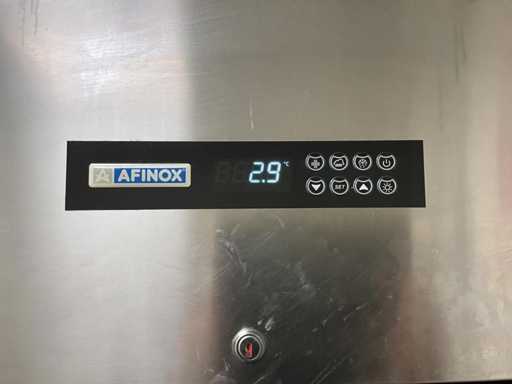 AFINOX
2.9 °C
SET